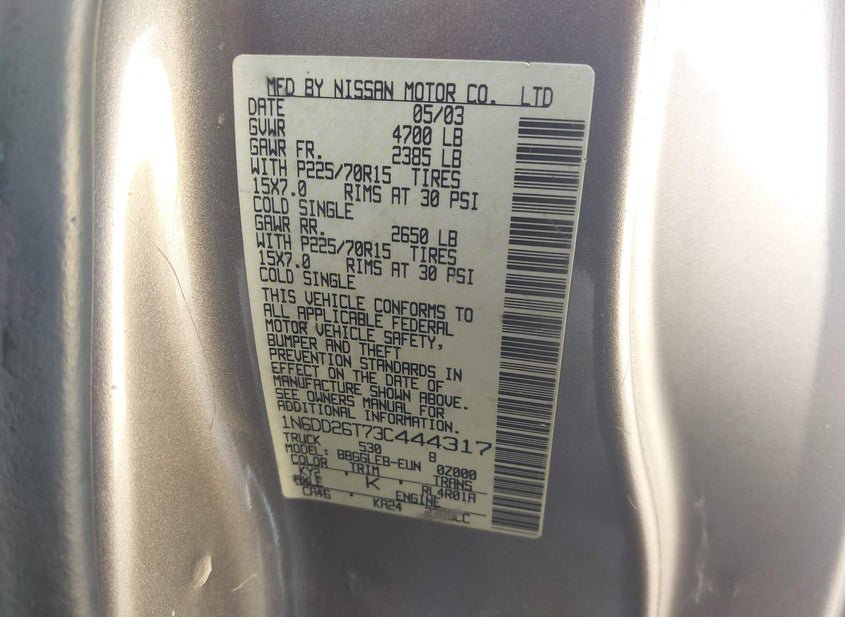 MFD BY NISSAN MOTOR CO. LTD
DATE 05/03
GVWR 4700 LB
GAWR FR. 2385 LB
WITH P225/70R15 TIRES
15X7.0 RIMS AT 30 PSI
COLD SINGLE
GAWR RR. 2650 LB
WITH P225/70R15 TIRES
15X7.0 RIMS AT 30 PSI
COLD SINGLE
THIS VEHICLE CONFORMS TO
ALL APPLICABLE FEDERAL
MOTOR VEHICLE SAFETY,
BUMPER AND THEFT
PREVENTION STANDARDS IN
EFFECT ON THE DATE OF
MANUFACTURE SHOWN ABOVE.
SEE OWNERS MANUAL FOR
ADDITIONAL INFORMATION.
1N6DD26T73C444317
TRUCK 530 8
MODEL: BBGGLEB-EUN 0Z000
COLOR TRIM TRANS
KY2 K RL4R01A
AXLE ENGINE
CA46 KA24